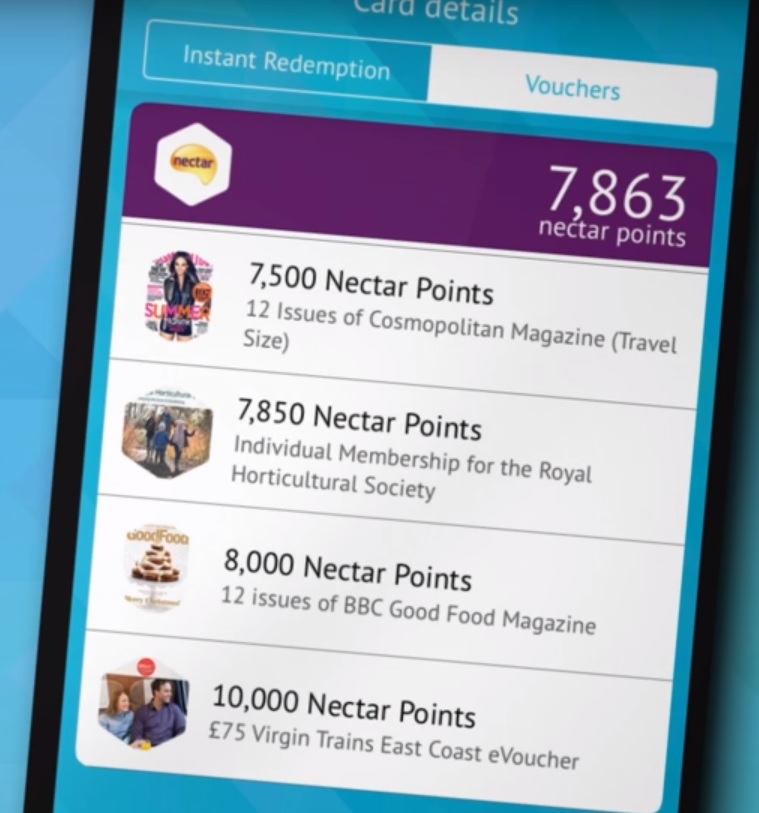 Card details
Instant Redemption
Vouchers
nectar
7,863
nectar points
7,500 Nectar Points
12 Issues of Cosmopolitan Magazine (Travel
Size)
SUMMER
7,850 Nectar Points
Individual Membership for the Royal
Horticultural Society
8,000 Nectar Points
12 issues of BBC Good Food Magazine
GoodFood
10,000 Nectar Points
£75 Virgin Trains East Coast eVoucher